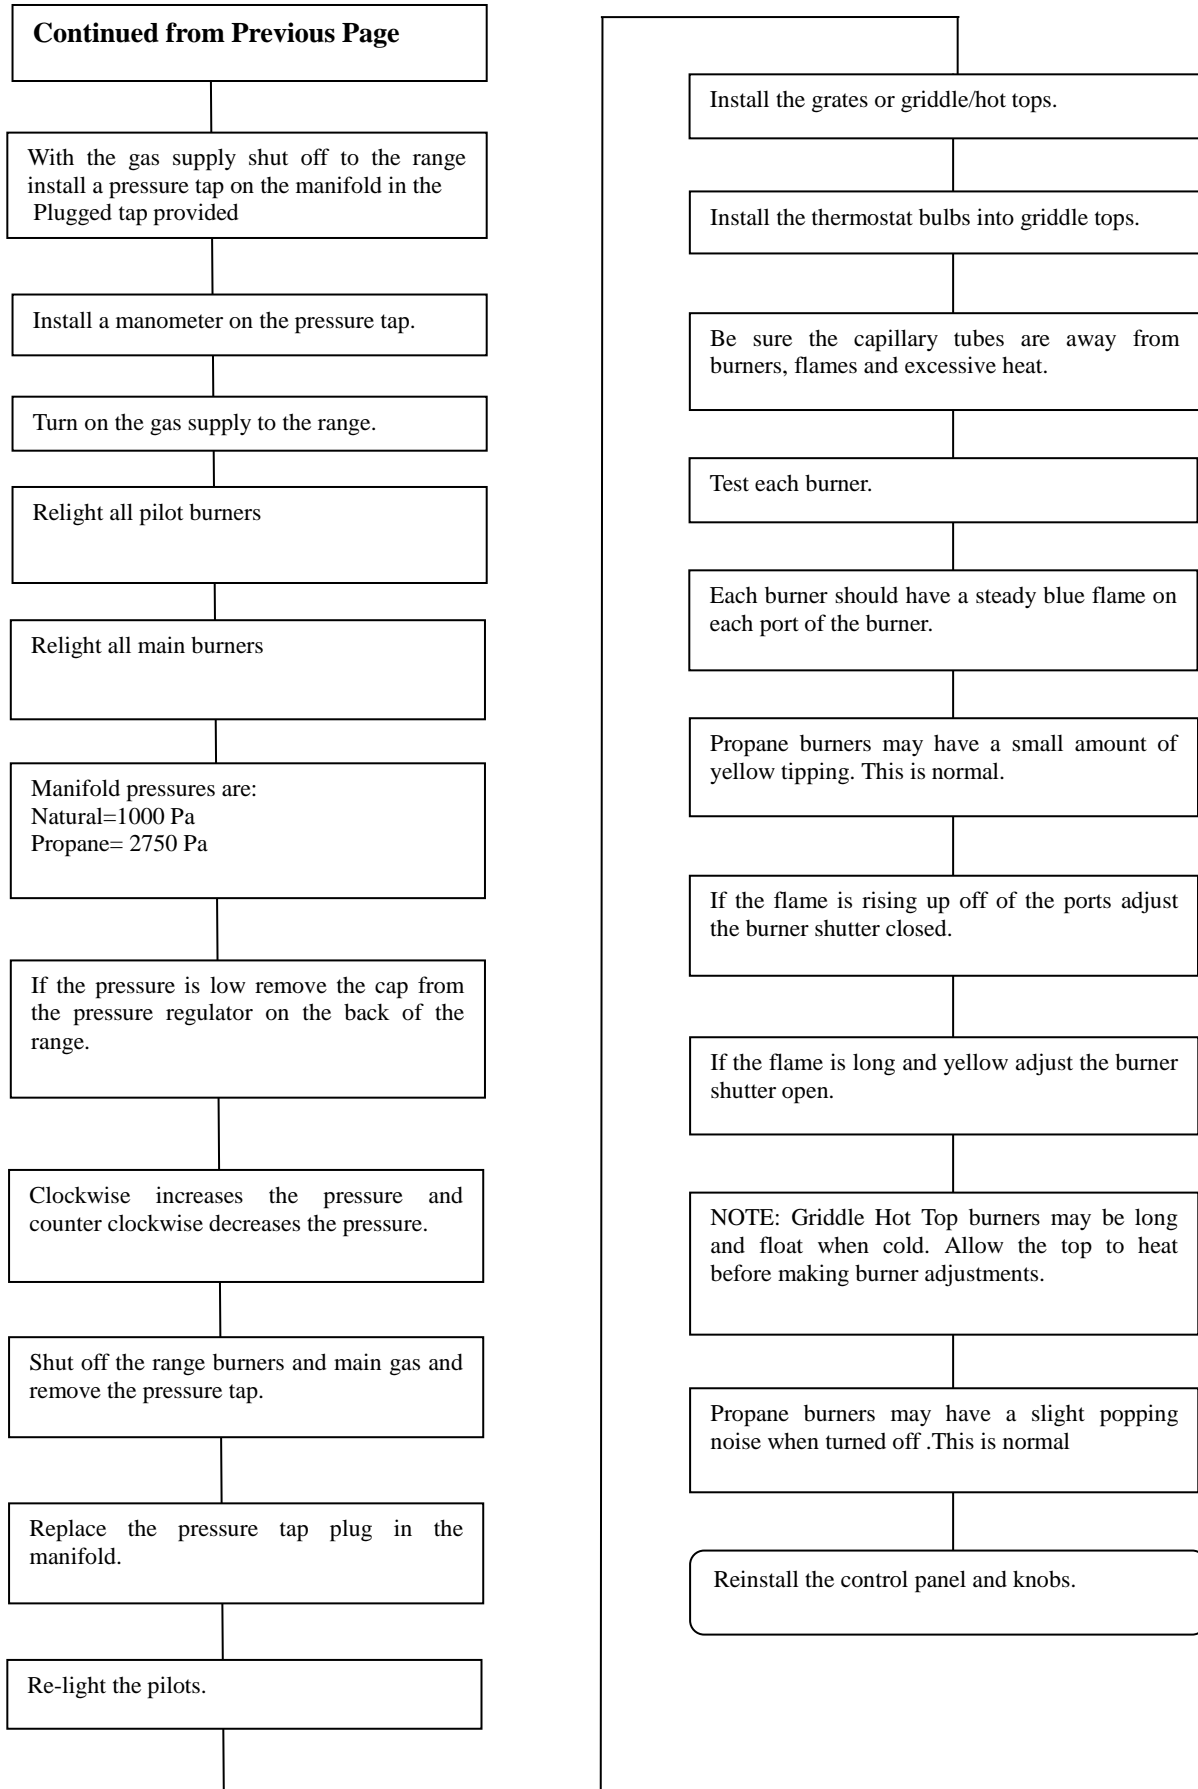 Continued from Previous Page
With the gas supply shut off to the range
install a pressure tap on the manifold in the
Plugged tap provided
Install a manometer on the pressure tap.
Turn on the gas supply to the range.
Relight all pilot burners
Relight all main burners
Manifold pressures are:
Natural=1000 Pa
Propane= 2750 Pa
If the pressure is low remove the cap from
the pressure regulator on the back of the
range.
Clockwise increases the pressure and
counter clockwise decreases the pressure.
Shut off the range burners and main gas and
remove the pressure tap.
Replace the pressure tap plug in the
manifold.
Re-light the pilots.
Install the grates or griddle/hot tops.
Install the thermostat bulbs into griddle tops.
Be sure the capillary tubes are away from
burners, flames and excessive heat.
Test each burner.
Each burner should have a steady blue flame on
each port of the burner.
Propane burners may have a small amount of
yellow tipping. This is normal.
If the flame is rising up off of the ports adjust
the burner shutter closed.
If the flame is long and yellow adjust the burner
shutter open.
NOTE: Griddle Hot Top burners may be long
and float when cold. Allow the top to heat
before making burner adjustments.
Propane burners may have a slight popping
noise when turned off .This is normal
Reinstall the control panel and knobs.